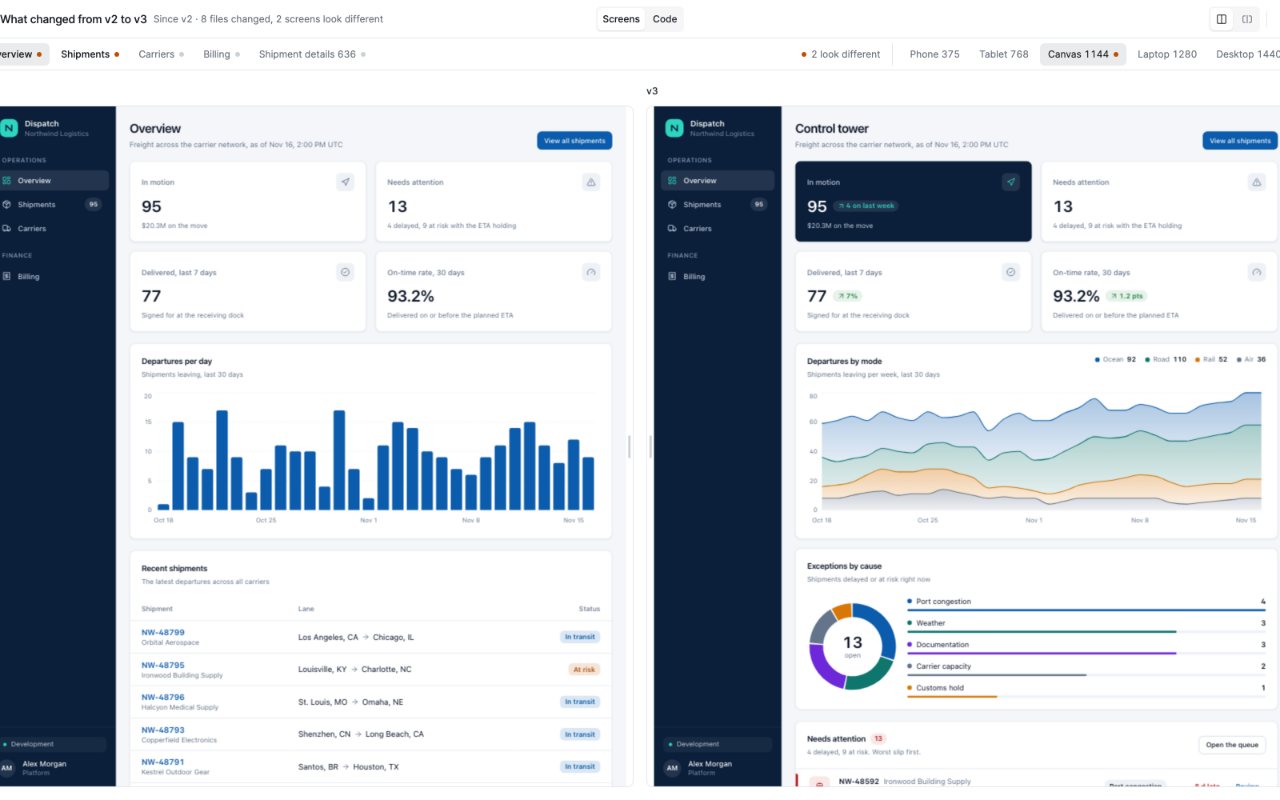 What changed from v2 to v3 Since v2 · 8 files changed, 2 screens look different
Screens Code
erview Shipments Carriers Billing Shipment details 636
2 look different Phone 375 Tablet 768 Canvas 1144 Laptop 1280 Desktop 1440
N Dispatch
Northwind Logistics
OPERATIONS
Overview
Shipments 95
Carriers
FINANCE
Billing
Development
AM Alex Morgan
Platform
Overview
Freight across the carrier network, as of Nov 16, 2:00 PM UTC
View all shipments
In motion
95
$20.3M on the move
Needs attention
13
4 delayed, 9 at risk with the ETA holding
Delivered, last 7 days
77
Signed for at the receiving dock
On-time rate, 30 days
93.2%
Delivered on or before the planned ETA
Departures per day
Shipments leaving, last 30 days
20
15
10
5
0
Oct 18 Oct 25 Nov 1 Nov 8 Nov 15
Recent shipments
The latest departures across all carriers
Shipment Lane Status
NW-48799
Orbital Aerospace
Los Angeles, CA → Chicago, IL
In transit
NW-48795
Ironwood Building Supply
Louisville, KY → Charlotte, NC
At risk
NW-48796
Halcyon Medical Supply
St. Louis, MO → Omaha, NE
In transit
NW-48793
Copperfield Electronics
Shenzhen, CN → Long Beach, CA
In transit
NW-48791
Kestrel Outdoor Gear
Santos, BR → Houston, TX
In transit
v3
N Dispatch
Northwind Logistics
OPERATIONS
Overview
Shipments 95
Carriers
FINANCE
Billing
Development
AM Alex Morgan
Platform
Control tower
Freight across the carrier network, as of Nov 16, 2:00 PM UTC
View all shipments
In motion
95 ↗ 4 on last week
$20.3M on the move
Needs attention
13
4 delayed, 9 at risk with the ETA holding
Delivered, last 7 days
77 ↗ 7%
Signed for at the receiving dock
On-time rate, 30 days
93.2% ↗ 1.2 pts
Delivered on or before the planned ETA
Departures by mode
Ocean 92 Road 110 Rail 52 Air 36
Shipments leaving per week, last 30 days
80
60
40
20
0
Oct 18 Oct 25 Nov 1 Nov 8 Nov 15
Exceptions by cause
Shipments delayed or at risk right now
13
open
Port congestion 4
Weather 3
Documentation 3
Carrier capacity 2
Customs hold 1
Needs attention 13
4 delayed, 9 at risk. Worst slip first.
Open the queue
NW-48592 Ironwood Building Supply
Port congestion